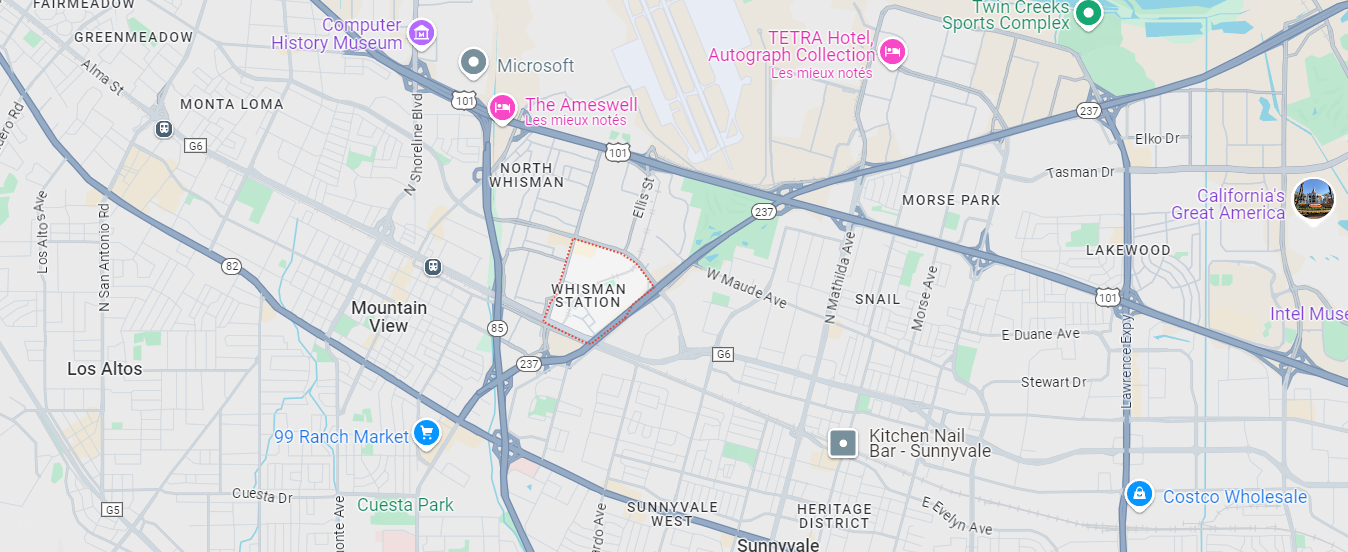 FAIRMEADOW
Twin Creeks
Sports Complex
Computer
History Museum
GREENMEADOW
TETRA Hotel,
Autograph Collection
Les mieux notés
Microsoft
Alma St
MONTA LOMA
101
The Ameswell
Les mieux notés
237
N Shoreline Blvd
Elko Dr
G6
101
NORTH
WHISMAN
Tasman Dr
Ellis St
Los Altos Ave
N San Antonio Rd
237
MORSE PARK
California's
Great America
LAKEWOOD
82
W Maude Ave
N Mathilda Ave
Morse Ave
SNAIL
WHISMAN
STATION
101
Mountain
View
Intel Muse
85
E Duane Ave
Lawrence Expy
G6
237
Los Altos
Stewart Dr
99 Ranch Market
Kitchen Nail
Bar - Sunnyvale
Cuesta Dr
Cuesta Park
G5
onte Ave
ardo Ave
SUNNYVALE
WEST
HERITAGE
DISTRICT
E Evelyn Ave
Costco Wholesale
Sunnyvale